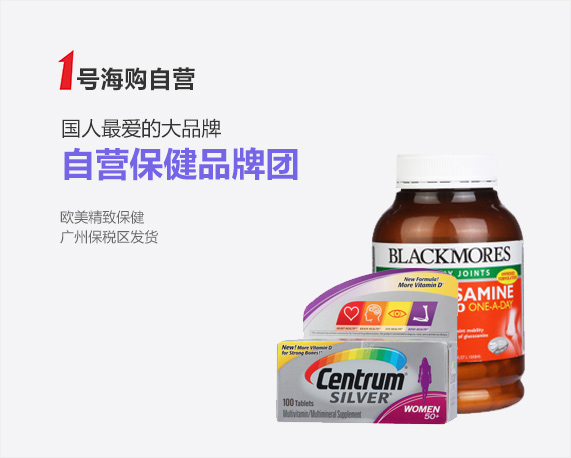 1号海购自营
国人最爱的大品牌
自营保健品牌团
欧美精致保健
广州保税区发货
BLACKMORES
JOINTS
SAMINE
ONE-A-DAY
New Formula!
More Vitamin D
New! More Vitamin D
for Strong Bones!
Centrum
SILVER
100 Tablets
Multivitamin/Multimineral Supplement
WOMEN
50+